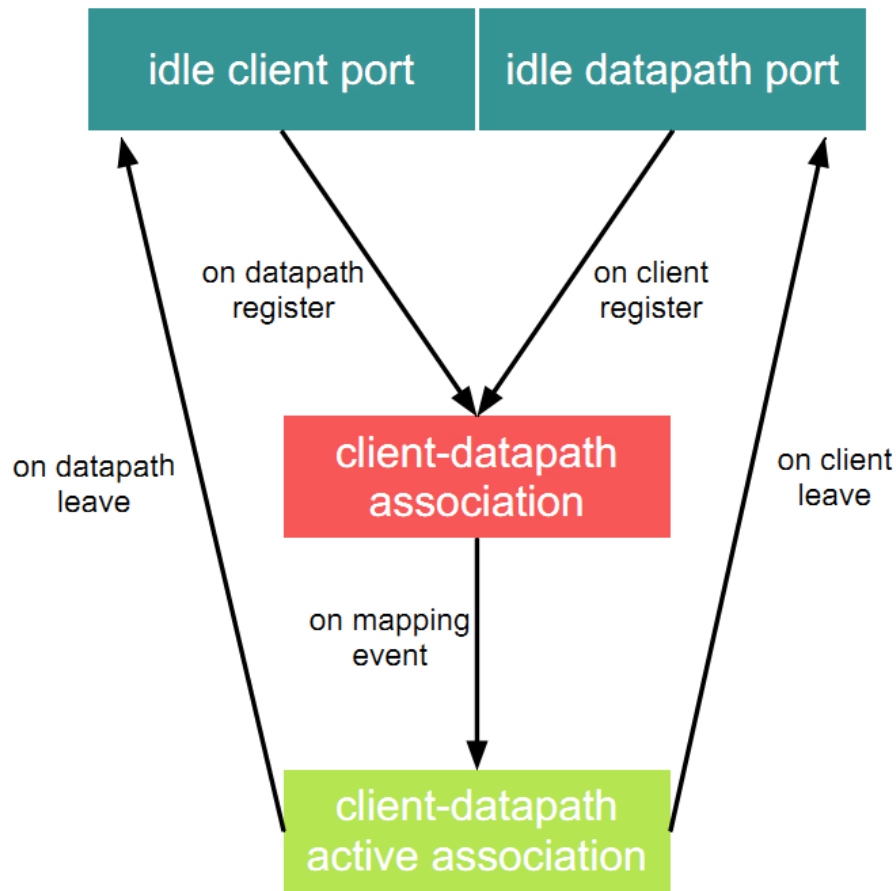 idle client port
idle datapath port
on datapath
register
on client
register
client-datapath
association
on datapath
leave
on client
leave
on mapping
event
client-datapath
active association